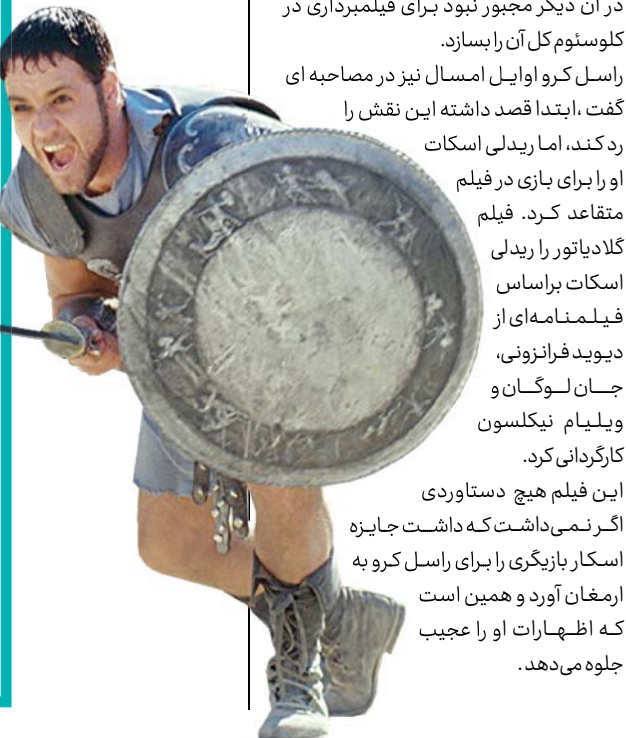 در آن دیگر مجبور نبود برای فیلمبرداری در
کلوسئوم کل آن را بسازد.
راسل کرو اوایل امسال نیز در مصاحبه ای
گفت ،ابتدا قصد داشته این نقش را
رد کند، اما ریدلی اسکات
او را برای بازی در فیلم
متقاعد کرد. فیلم
گلادیاتور را ریدلی
اسکات براساس
فیلمنامه‌ای از
دیوید فرانزونی،
جان لوگان و
ویلیام نیکلسون
کارگردانی کرد.
این فیلم هیچ دستاوردی
اگر نمی‌داشت که داشت جایزه
اسکار بازیگری را برای راسل کرو به
ارمغان آورد و همین است
که اظهارات او را عجیب
جلوه می‌دهد .